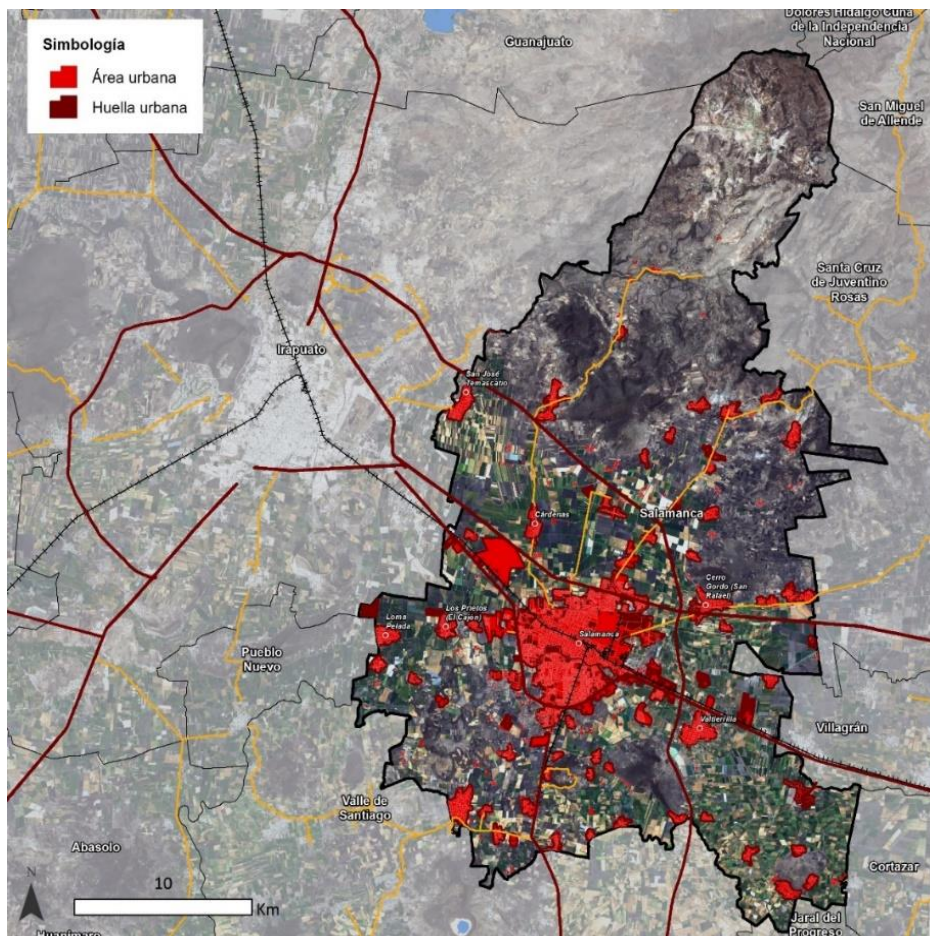 Simbología
Área urbana
Huella urbana
Guanajuato
Dolores Hidalgo Cuna
de la Independencia
Nacional
San Miguel
de Allende
Santa Cruz
de Juventino
Rosas
Irapuato
San José
Temascatío
Cárdenas
Salamanca
Cerro
Gordo (San
Rafael)
Loma
Pelada
Los Prietos
(El Cajón)
Salamanca
Pueblo
Nuevo
Valtierrilla
Villagrán
Valle de
Santiago
Abasolo
Cortazar
N
10
Km
Huanímaro
Jaral del
Progreso